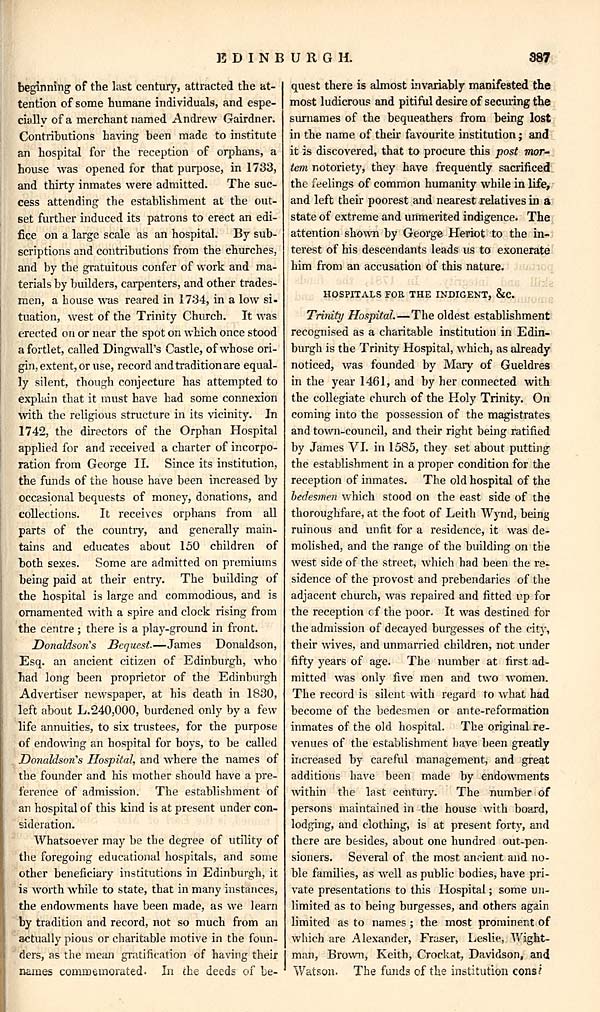 EDINBURGH. 387
beginning of the last century, attracted the at-
tention of some humane individuals, and espe-
cially of a merchant named Andrew Gairdner.
Contributions having been made to institute
an hospital for the reception of orphans, a
house was opened for that purpose, in 1733,
and thirty inmates were admitted. The suc-
cess attending the establishment at the out-
set further induced its patrons to erect an edi-
fice on a large scale as an hospital. By sub-
scriptions and contributions from the churches,
and by the gratuitous confer of work and ma-
terials by builders, carpenters, and other trades-
men, a house was reared in 1734, in a low si-
tuation, west of the Trinity Church. It was
erected on or near the spot on which once stood
a fortlet, called Dingwall's Castle, of whose ori-
gin, extent, or use, record and tradition are equal-
ly silent, though conjecture has attempted to
explain that it must have had some connexion
with the religious structure in its vicinity. In
1742, the directors of the Orphan Hospital
applied for and received a charter of incorpo-
ration from George II. Since its institution,
the funds of the house have been increased by
occasional bequests of money, donations, and
collections. It receives orphans from all
parts of the country, and generally main-
tains and educates about 150 children of
both sexes. Some are admitted on premiums
being paid at their entry. The building of
the hospital is large and commodious, and is
ornamented with a spire and clock rising from
the centre; there is a play-ground in front.
Donaldson's Bequest.—James Donaldson,
Esq. an ancient citizen of Edinburgh, who
had long been proprietor of the Edinburgh
Advertiser newspaper, at his death in 1830,
left about L.240,000, burdened only by a few
life annuities, to six trustees, for the purpose
of endowing an hospital for boys, to be called
Donaldson's Hospital, and where the names of
the founder and his mother should have a pre-
ference of admission. The establishment of
an hospital of this kind is at present under con-
sideration.
Whatsoever may be the degree of utility of
the foregoing educational hospitals, and some
other beneficiary institutions in Edinburgh, it
is worth while to state, that in many instances,
the endowments have been made, as we learn
by tradition and record, not so much from an
actually pious or charitable motive in the foun-
ders, as the mean gratification of having their
names commemorated. In the deeds of be-
quest there is almost invariably manifested the
most ludicrous and pitiful desire of securing the
surnames of the bequeathers from being lost
in the name of their favourite institution; and
it is discovered, that to procure this post mor-
tem notoriety, they have frequently sacrificed
the feelings of common humanity while in life,
and left their poorest and nearest relatives in a
state of extreme and unmerited indigence. The
attention shown by George Heriot to the in-
terest of his descendants leads us to exonerate
him from an accusation of this nature.
HOSPITALS FOR THE INDIGENT, &c.
Trinity Hospital.—The oldest establishment
recognised as a charitable institution in Edin-
burgh is the Trinity Hospital, which, as already
noticed, was founded by Mary of Gueldres
in the year 1461, and by her connected with
the collegiate church of the Holy Trinity. On
coming into the possession of the magistrates
and town-council, and their right being ratified
by James VI. in 1585, they set about putting
the establishment in a proper condition for the
reception of inmates. The old hospital of the
bedesmen which stood on the east side of the
thoroughfare, at the foot of Leith Wynd, being
ruinous and unfit for a residence, it was de-
molished, and the range of the building on the
west side of the street, which had been the re-
sidence of the provost and prebendaries of the
adjacent church, was repaired and fitted up for
the reception of the poor. It was destined for
the admission of decayed burgesses of the city,
their wives, and unmarried children, not under
fifty years of age. The number at first ad-
mitted was only five men and two women.
The record is silent with regard to what had
become of the bedesmen or ante-reformation
inmates of the old hospital. The original re-
venues of the establishment have been greatly
increased by careful management, and great
additions have been made by endowments
within the last century. The number of
persons maintained in the house with board,
lodging, and clothing, is at present forty, and
there are besides, about one hundred out-pen-
sioners. Several of the most ancient and no-
ble families, as well as public bodies, have pri-
vate presentations to this Hospital; some un-
limited as to being burgesses, and others again
limited as to names; the most prominent of
which are Alexander, Fraser, Leslie, Wight-
man, Brown, Keith, Crockat, Davidson, and
Watson. The funds of the institution cons